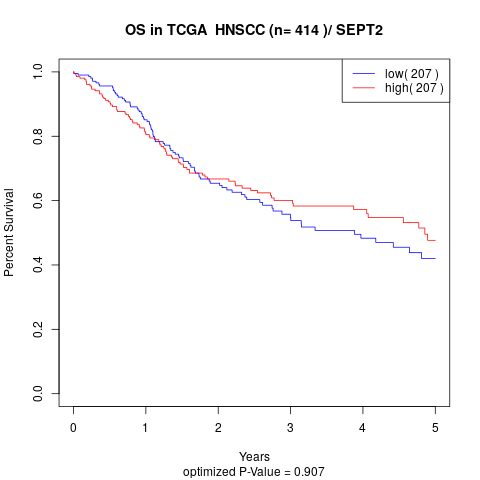 OS in TCGA  HNSCC (n= 414 )/ SEPT2
low( 207 )
high( 207 )
Percent Survival
1.0
0.8
0.6
0.4
0.2
0.0
0 1 2 3 4 5
Years
optimized P-Value = 0.907